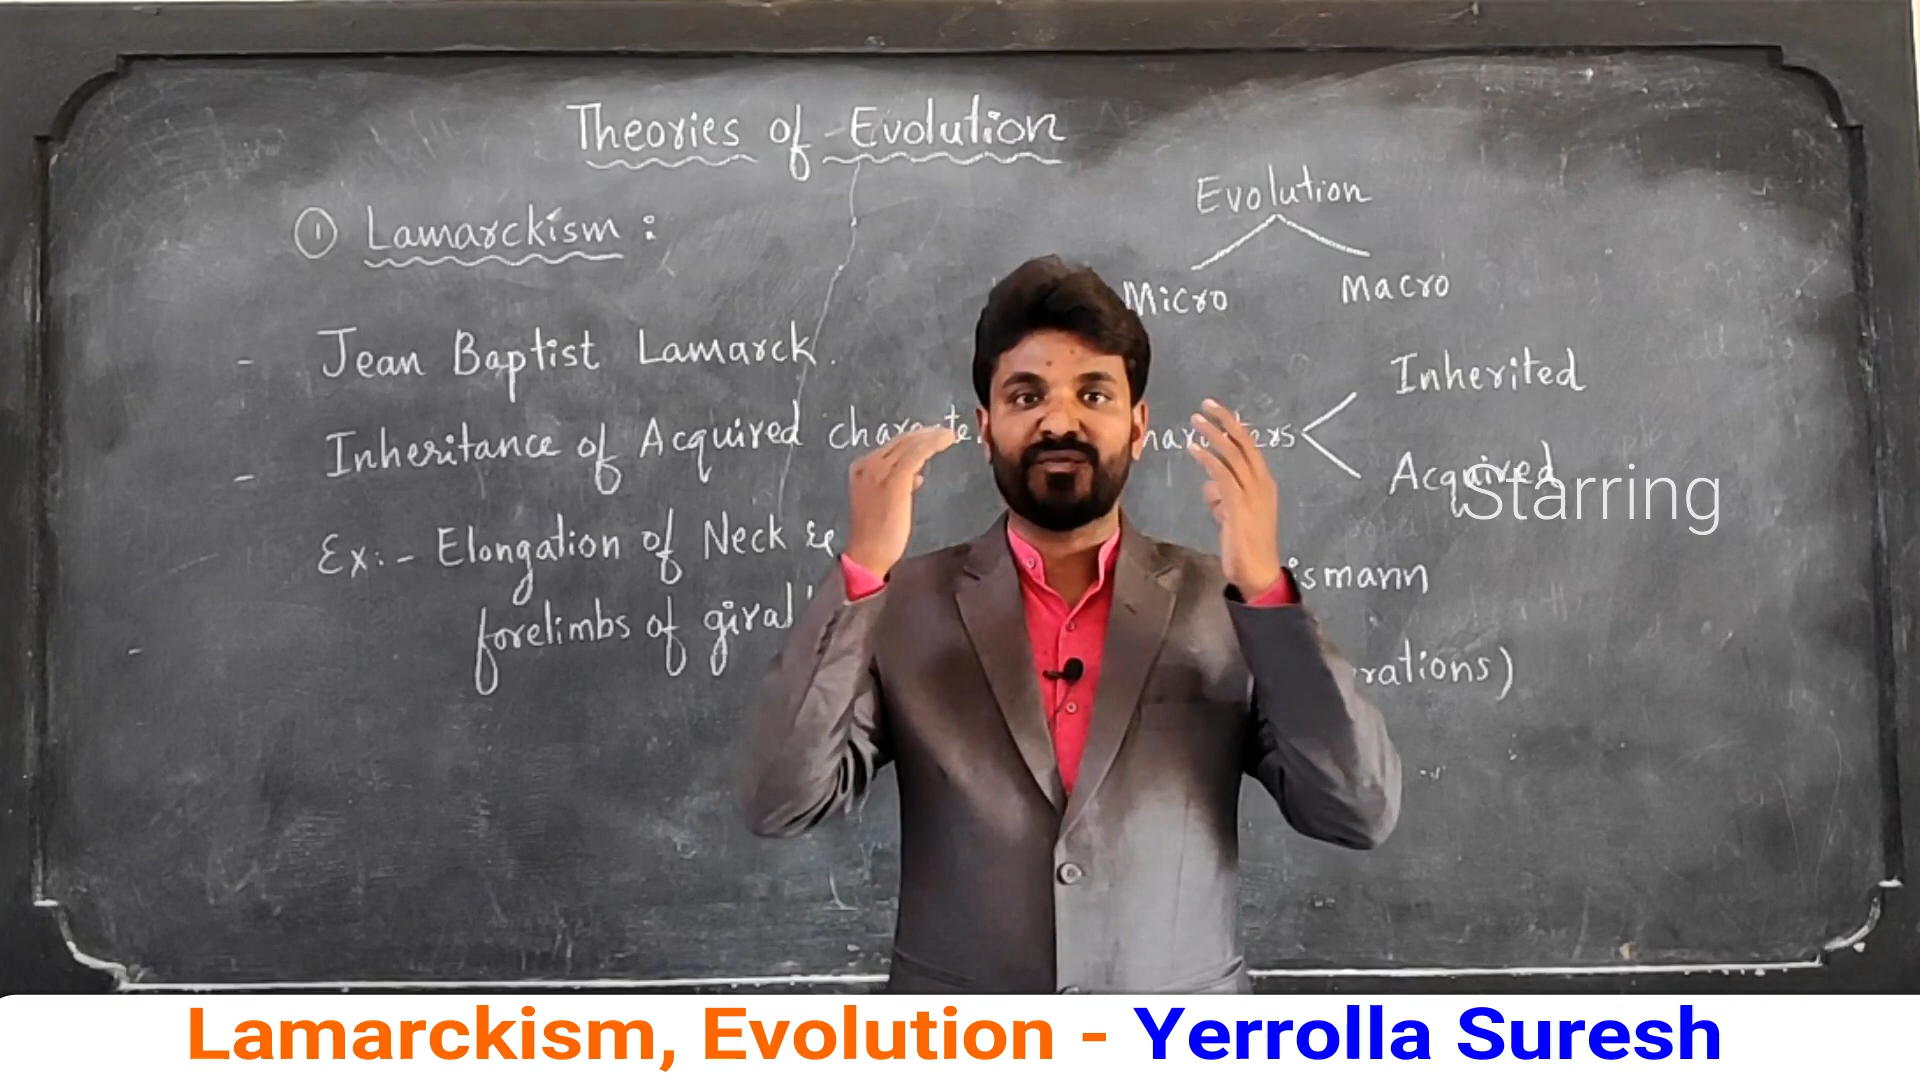 Theories of Evolution
Evolution
Micro Macro
① Lamarckism :
- Jean Baptist Lamarck.
- Inheritance of Acquired
Inherited
Acquired
Starring
Ex:- Elongation of Neck &
forelimbs of
Lamarckism, Evolution - Yerrolla Suresh